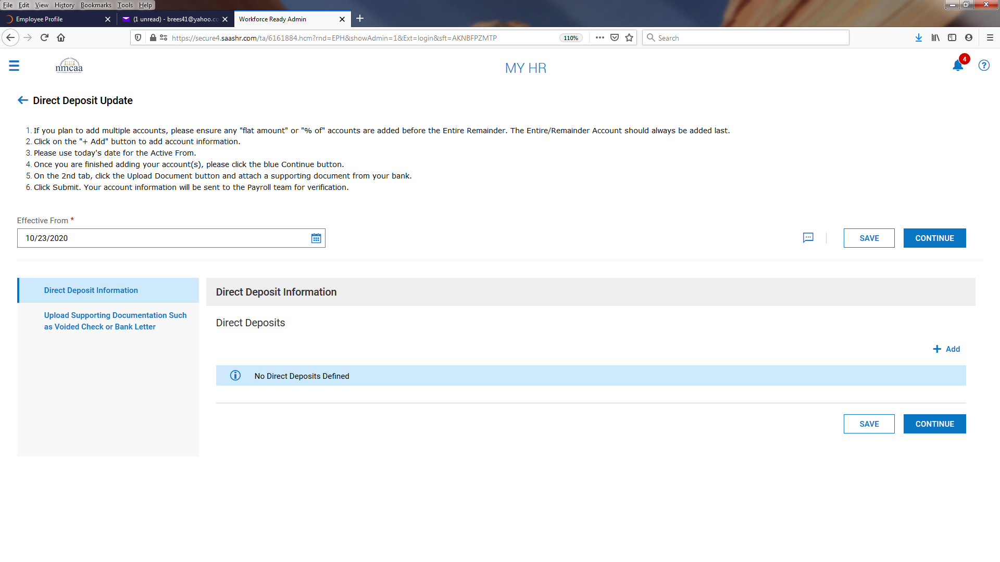 File Edit View History Bookmarks Tools Help
Employee Profile
(1 unread) - brees41@yahoo.co
Workforce Ready Admin
https://secure4.saashr.com/ta/6161884.hcm?rnd=EPH&showAdmin=1&Ext=login&sft=AKNBFPZMTP
110%
Search
nmcaa
MY HR
4
Direct Deposit Update
1. If you plan to add multiple accounts, please ensure any "flat amount" or "% of" accounts are added before the Entire Remainder. The Entire/Remainder Account should always be added last.
2. Click on the "+ Add" button to add account information.
3. Please use today's date for the Active From.
4. Once you are finished adding your account(s), please click the blue Continue button.
5. On the 2nd tab, click the Upload Document button and attach a supporting document from your bank.
6. Click Submit. Your account information will be sent to the Payroll team for verification.
Effective From *
10/23/2020
SAVE
CONTINUE
Direct Deposit Information
Upload Supporting Documentation Such
as Voided Check or Bank Letter
Direct Deposit Information
Direct Deposits
+ Add
No Direct Deposits Defined
SAVE
CONTINUE